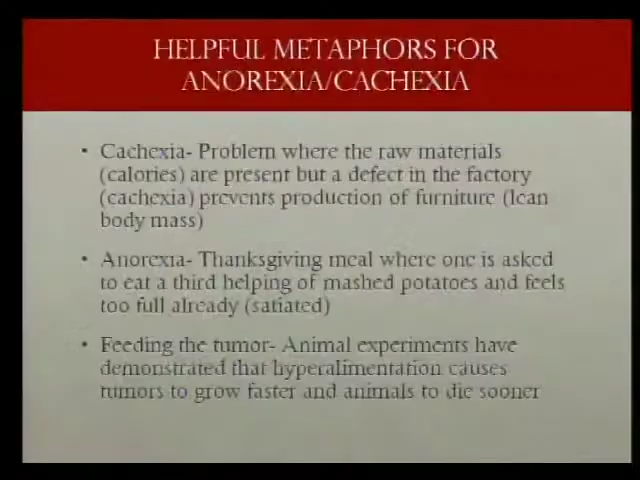 HELPFUL METAPHORS FOR
ANOREXIA/CACHEXIA
• Cachexia- Problem where the raw materials
(calories) are present but a defect in the factory
(cachexia) prevents production of furniture (lean
body mass)
• Anorexia- Thanksgiving meal where one is asked
to eat a third helping of mashed potatoes and feels
too full already (satiated)
• Feeding the tumor- Animal experiments have
demonstrated that hyperalimentation causes
tumors to grow faster and animals to die sooner